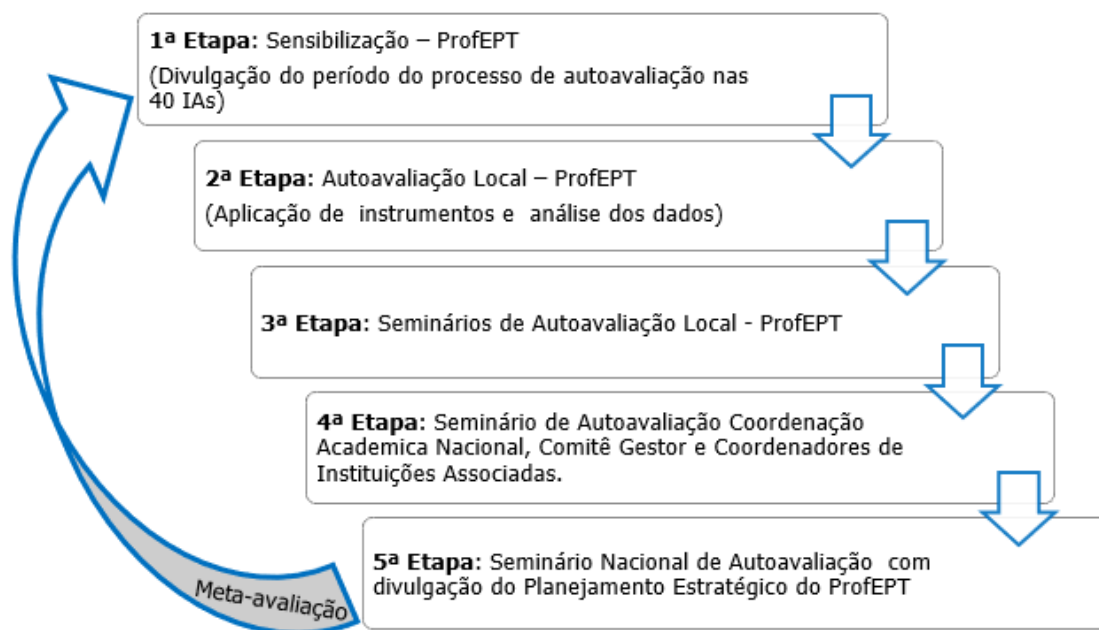 1ª Etapa: Sensibilização – ProfEPT
(Divulgação do período do processo de autoavaliação nas
40 IAs)
2ª Etapa: Autoavaliação Local – ProfEPT
(Aplicação de instrumentos e análise dos dados)
3ª Etapa: Seminários de Autoavaliação Local - ProfEPT
4ª Etapa: Seminário de Autoavaliação Coordenação
Academica Nacional, Comitê Gestor e Coordenadores de
Instituições Associadas.
5ª Etapa: Seminário Nacional de Autoavaliação com
divulgação do Planejamento Estratégico do ProfEPT
Meta-avaliação